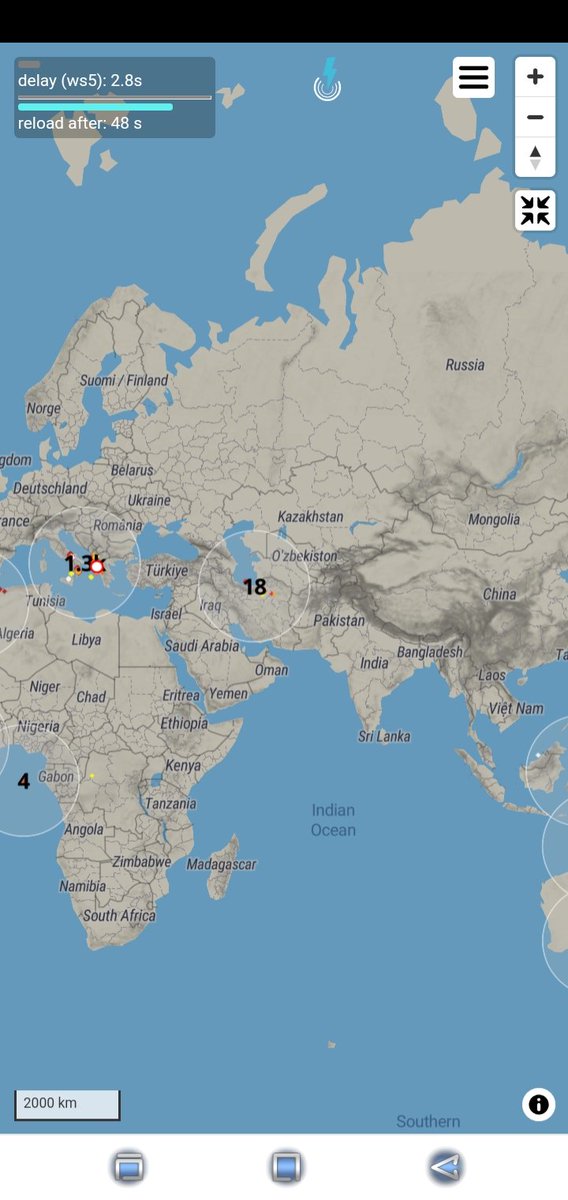 delay (ws5): 2.8s
reload after: 48 s
Russia
Suomi / Finland
Norge
gdom
Belarus
Deutschland
Ukraine
rance
România
Kazakhstan
Mongolia
O'zbekiston
1.3k
Türkiye
18
China
Tunisia
Iraq
Israel
Pakistan
Algeria
Libya
Saudi Arabia
Bangladesh
India
Oman
Laos
Niger
Chad
Eritrea
Yemen
Việt Nam
Nigeria
Ethiopia
Sri Lanka
Kenya
4
Gabon
Tanzania
Indian
Ocean
Angola
Zimbabwe
Madagascar
Namibia
South Africa
2000 km
Southern